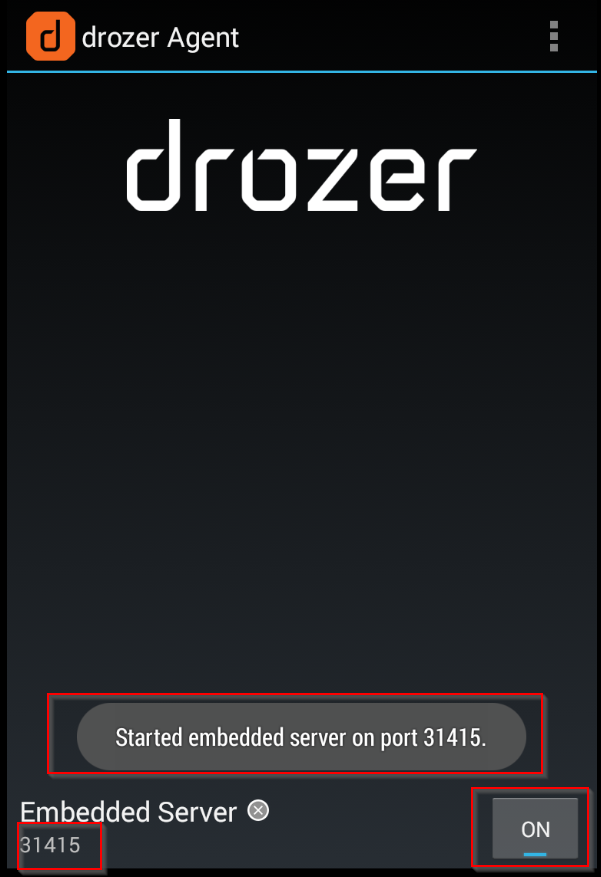 drozer Agent
drozer
Started embedded server on port 31415.
Embedded Server
31415
ON